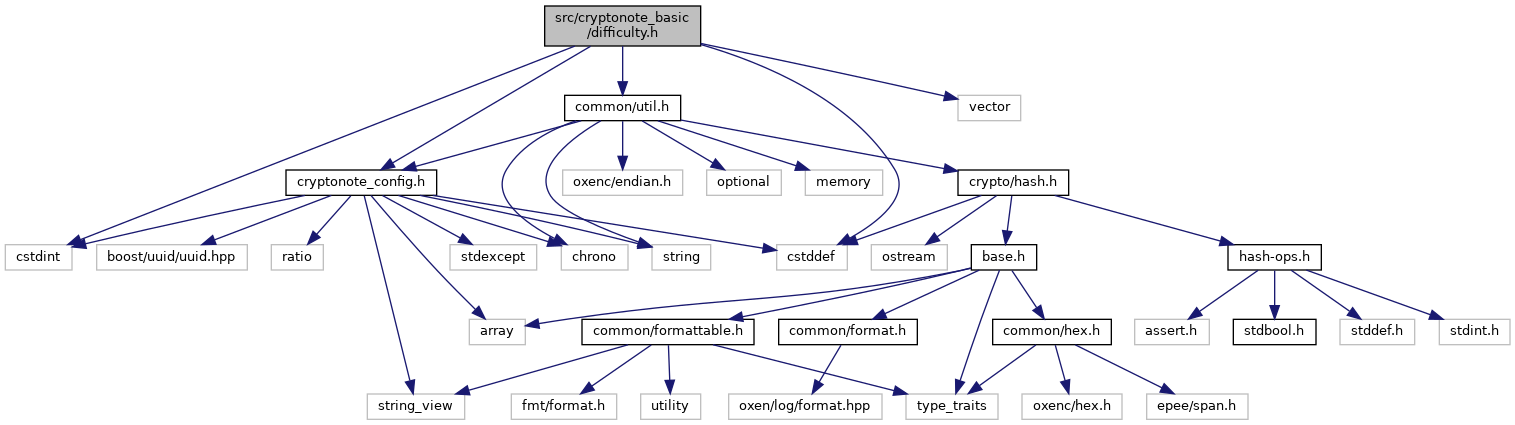 src/cryptonote_basic
/difficulty.h
common/util.h
vector
cryptonote_config.h
oxenc/endian.h
optional
memory
crypto/hash.h
cstdint
boost/uuid/uuid.hpp
ratio
stdexcept
chrono
string
cstddef
ostream
base.h
hash-ops.h
array
common/formattable.h
common/format.h
common/hex.h
assert.h
stdbool.h
stddef.h
stdint.h
string_view
fmt/format.h
utility
oxen/log/format.hpp
type_traits
oxenc/hex.h
epee/span.h